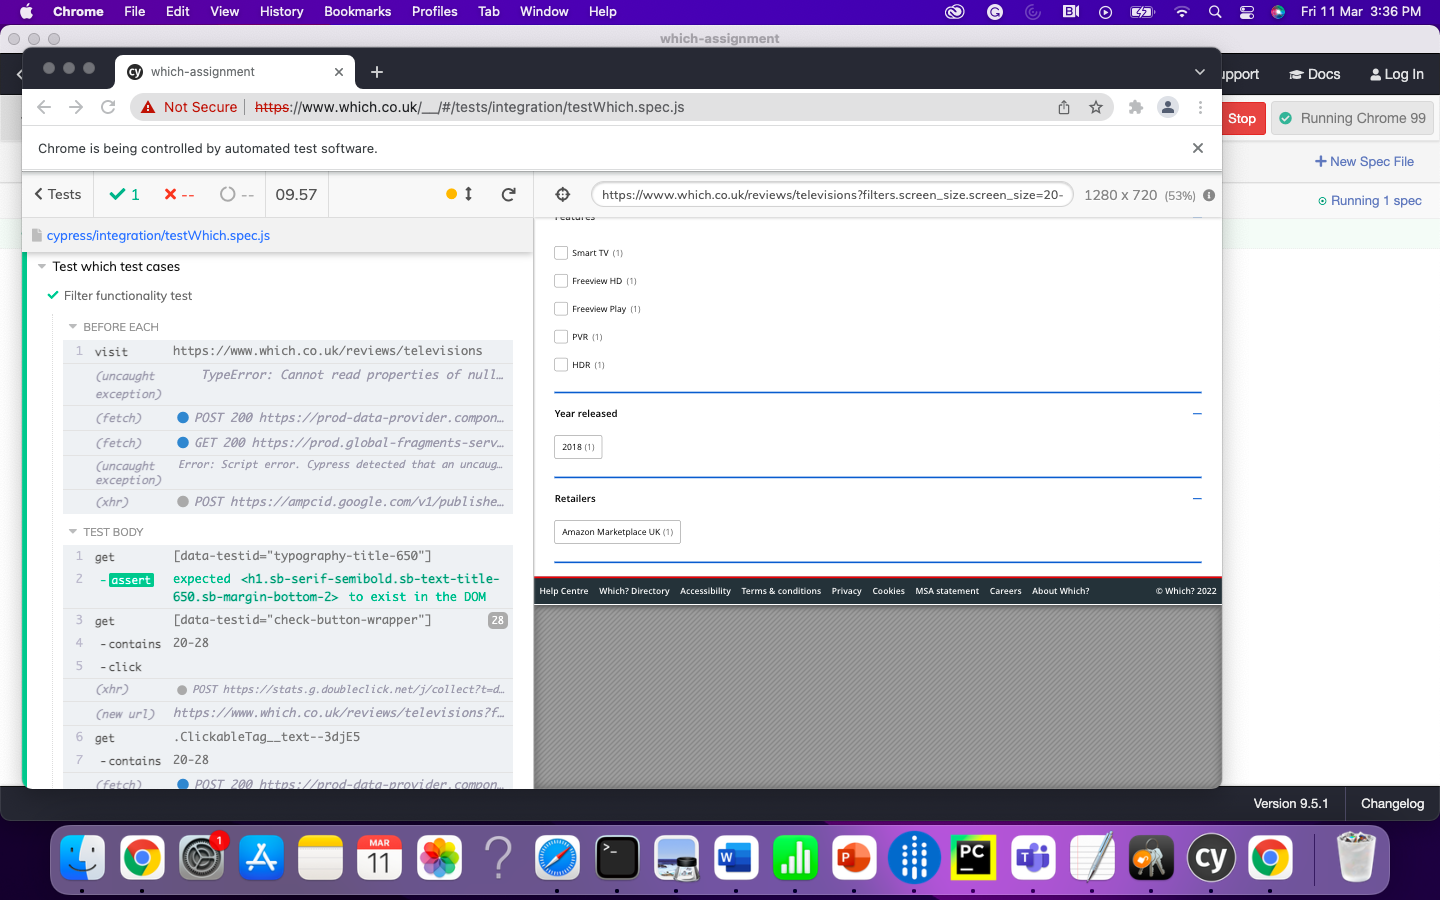 Chrome File Edit View History Bookmarks Profiles Tab Window Help Fri 11 Mar 3:36 PM
which-assignment
cy which-assignment
Support Docs Log In
Not Secure https://www.which.co.uk/__/#/tests/integration/testWhich.spec.js
Stop Running Chrome 99
Chrome is being controlled by automated test software.
+ New Spec File
Tests 1 -- -- 09.57
https://www.which.co.uk/reviews/televisions?filters.screen_size.screen_size=20- 1280 x 720 (53%)
Running 1 spec
cypress/integration/testWhich.spec.js
Test which test cases
Filter functionality test
BEFORE EACH
1 visit https://www.which.co.uk/reviews/televisions
(uncaught exception) TypeError: Cannot read properties of null…
(fetch) POST 200 https://prod-data-provider.compon…
(fetch) GET 200 https://prod.global-fragments-serv…
(uncaught exception) Error: Script error. Cypress detected that an uncaug…
(xhr) POST https://ampcid.google.com/v1/publishe…
TEST BODY
1 get [data-testid="typography-title-650"]
2 -assert expected <h1.sb-serif-semibold.sb-text-title-
650.sb-margin-bottom-2> to exist in the DOM
3 get [data-testid="check-button-wrapper"] 28
4 -contains 20-28
5 -click
(xhr) POST https://stats.g.doubleclick.net/j/collect?t=d…
(new url) https://www.which.co.uk/reviews/televisions?f…
6 get .ClickableTag__text--3djE5
7 -contains 20-28
(fetch) POST 200 https://prod-data-provider.compon…
Features
Smart TV (1)
Freeview HD (1)
Freeview Play (1)
PVR (1)
HDR (1)
Year released
2018 (1)
Retailers
Amazon Marketplace UK (1)
Help Centre Which? Directory Accessibility Terms & conditions Privacy Cookies MSA statement Careers About Which? © Which? 2022
Version 9.5.1 Changelog
1
MAR
11
>_
W
P
PC
T
cy